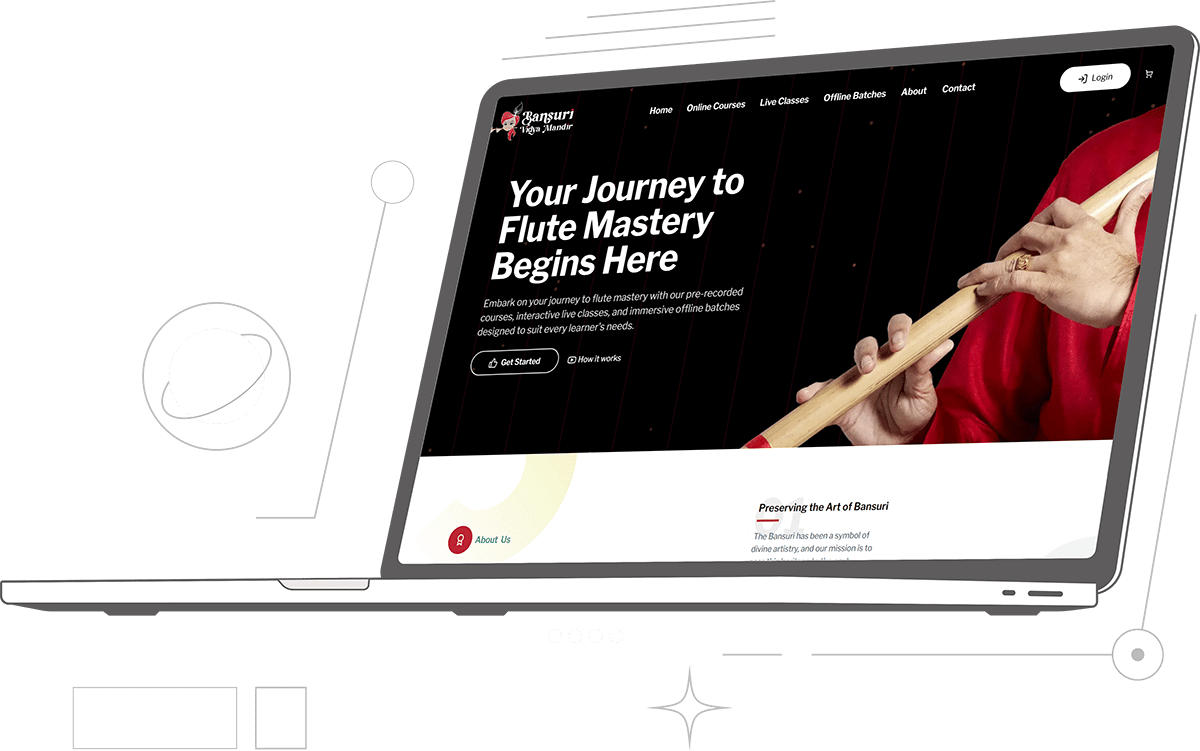 Bansuri
Vidya Mandir
Home
Online Courses
Live Classes
Offline Batches
About
Contact
Login
Your Journey to
Flute Mastery
Begins Here
Embark on your journey to flute mastery with our pre-recorded
courses, interactive live classes, and immersive offline batches
designed to suit every learner's needs.
Get Started
How it works
About Us
01
Preserving the Art of Bansuri
The Bansuri has been a symbol of
divine artistry, and our mission is to